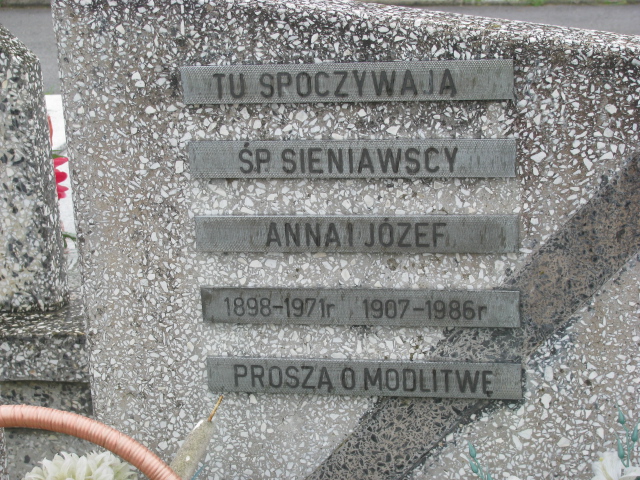 TU SPOCZYWAJĄ
ŚP. SIENIAWSCY
ANNA I JÓZEF
1898-1971r 1907-1986r
PROSZĄ O MODLITWĘ